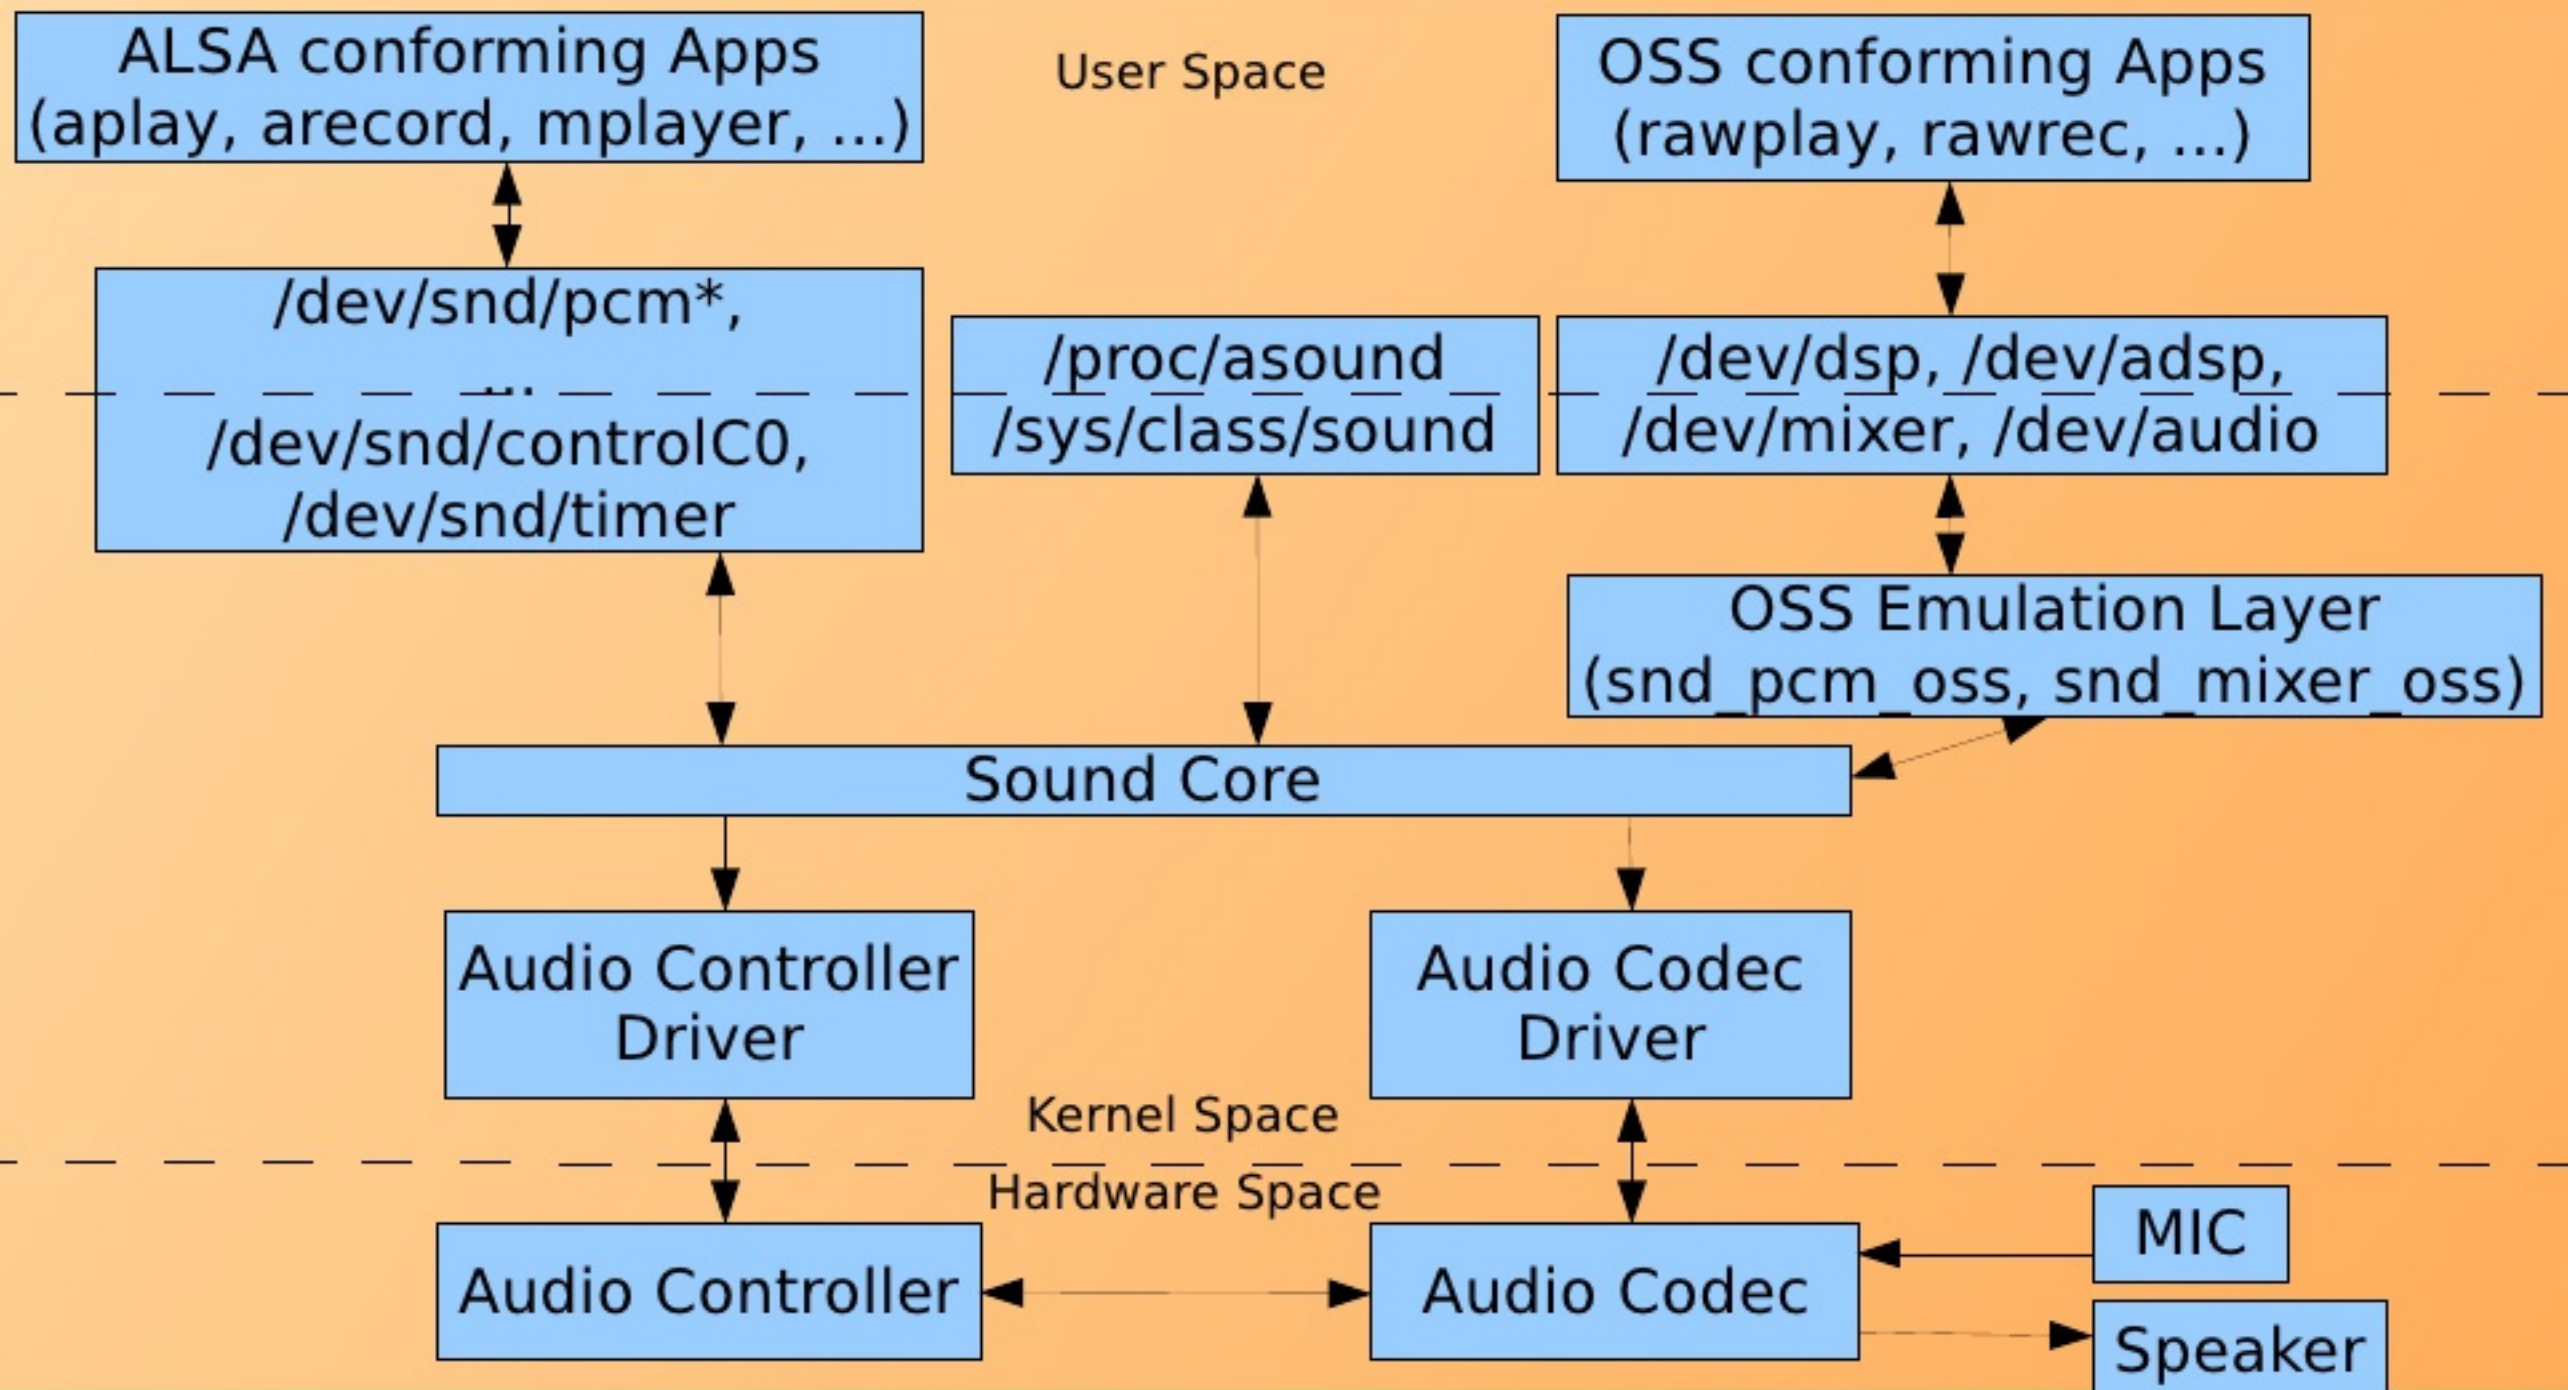 ALSA conforming Apps
(aplay, arecord, mplayer, ...)
User Space
OSS conforming Apps
(rawplay, rawrec, ...)
/dev/snd/pcm*,
...
/dev/snd/controlC0,
/dev/snd/timer
/proc/asound
/sys/class/sound
/dev/dsp, /dev/adsp,
/dev/mixer, /dev/audio
OSS Emulation Layer
(snd_pcm_oss, snd_mixer_oss)
Sound Core
Audio Controller
Driver
Audio Codec
Driver
Kernel Space
Hardware Space
Audio Controller
Audio Codec
MIC
Speaker